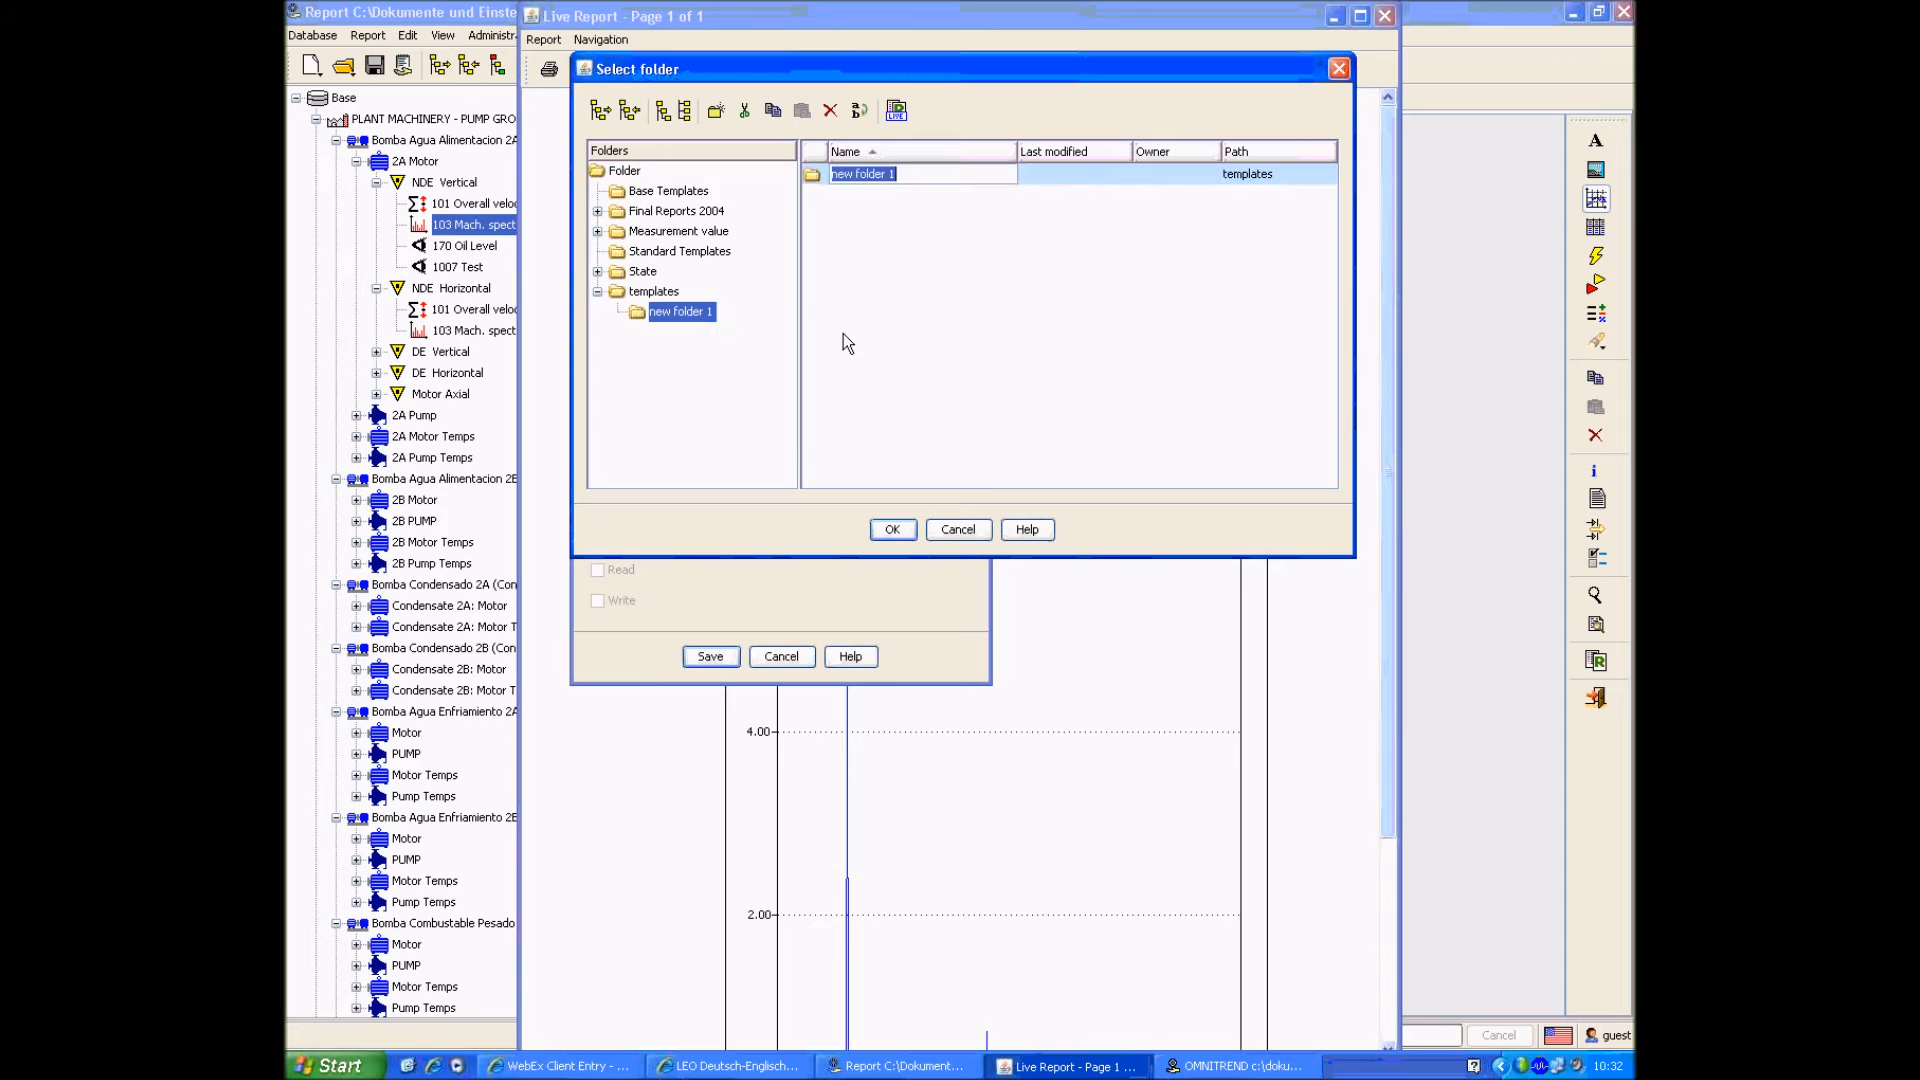 Report C:\Dokumente und Einste
Database Report Edit View Administr
Live Report - Page 1 of 1
Report Navigation
Select folder
Base
PLANT MACHINERY - PUMP GRO
Bomba Agua Alimentacion 2A
2A Motor
NDE Vertical
101 Overall veloc
103 Mach. spect
170 Oil Level
1007 Test
NDE Horizontal
101 Overall veloc
103 Mach. spect
DE Vertical
DE Horizontal
Motor Axial
2A Pump
2A Motor Temps
2A Pump Temps
Bomba Agua Alimentacion 2B
2B Motor
2B PUMP
2B Motor Temps
2B Pump Temps
Bomba Condensado 2A (Con
Condensate 2A: Motor
Condensate 2A: Motor T
Bomba Condensado 2B (Con
Condensate 2B: Motor
Condensate 2B: Motor T
Bomba Agua Enfriamiento 2A
Motor
PUMP
Motor Temps
Pump Temps
Bomba Agua Enfriamiento 2B
Motor
PUMP
Motor Temps
Pump Temps
Bomba Combustable Pesado
Motor
PUMP
Motor Temps
Pump Temps
Folders
Folder
Base Templates
Final Reports 2004
Measurement value
Standard Templates
State
templates
new folder 1
Name Last modified Owner Path
new folder 1 templates
OK Cancel Help
Read
Write
Save Cancel Help
4.00
2.00
Cancel guest
Start WebEx Client Entry - ... LEO Deutsch-Englisch... Report C:\Dokument... Live Report - Page 1 ... OMNITREND c:\doku... 10:32